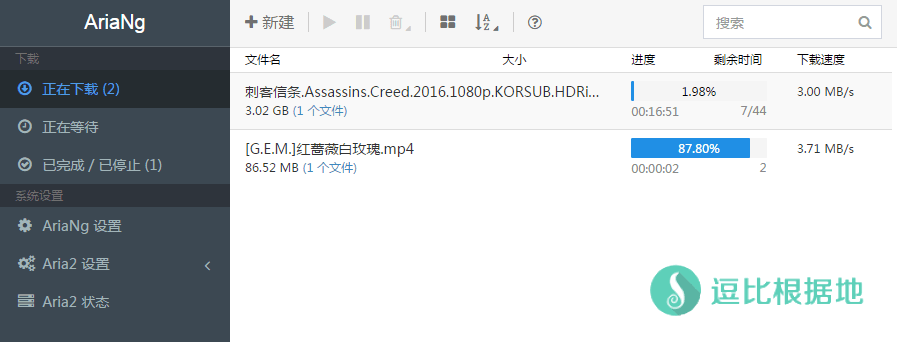 AriaNg
新建
搜索
下载
正在下载 (2)
正在等待
已完成 / 已停止 (1)
系统设置
AriaNg 设置
Aria2 设置
Aria2 状态
文件名 大小 进度 剩余时间 下载速度
刺客信条.Assassins.Creed.2016.1080p.KORSUB.HDRi... 1.98% 3.00 MB/s
3.02 GB (1 个文件) 00:16:51 7/44
[G.E.M.]红蔷薇白玫瑰.mp4 87.80% 3.71 MB/s
86.52 MB (1 个文件) 00:00:02 2
逗比根据地